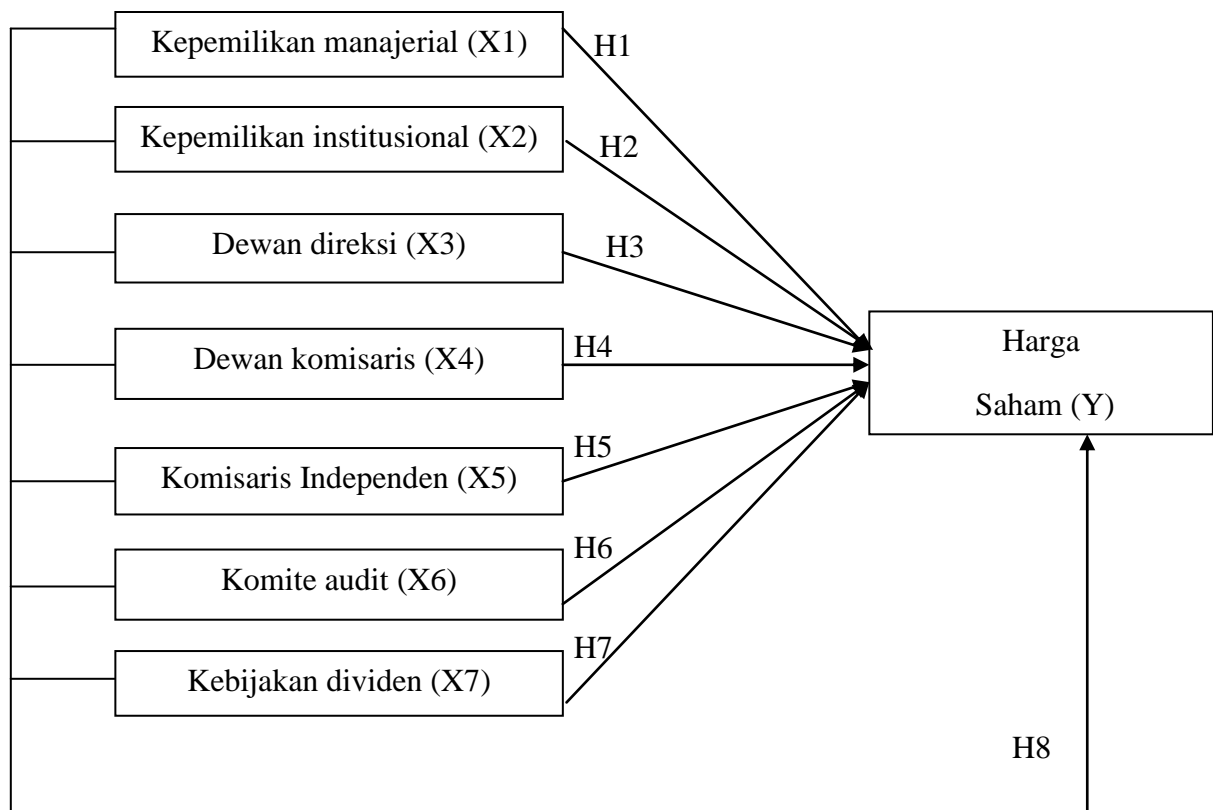 Kepemilikan manajerial (X1)
H1
Kepemilikan institusional (X2)
H2
Dewan direksi (X3)
H3
Dewan komisaris (X4)
H4
Harga
Saham (Y)
Komisaris Independen (X5)
H5
Komite audit (X6)
H6
Kebijakan dividen (X7)
H7
H8